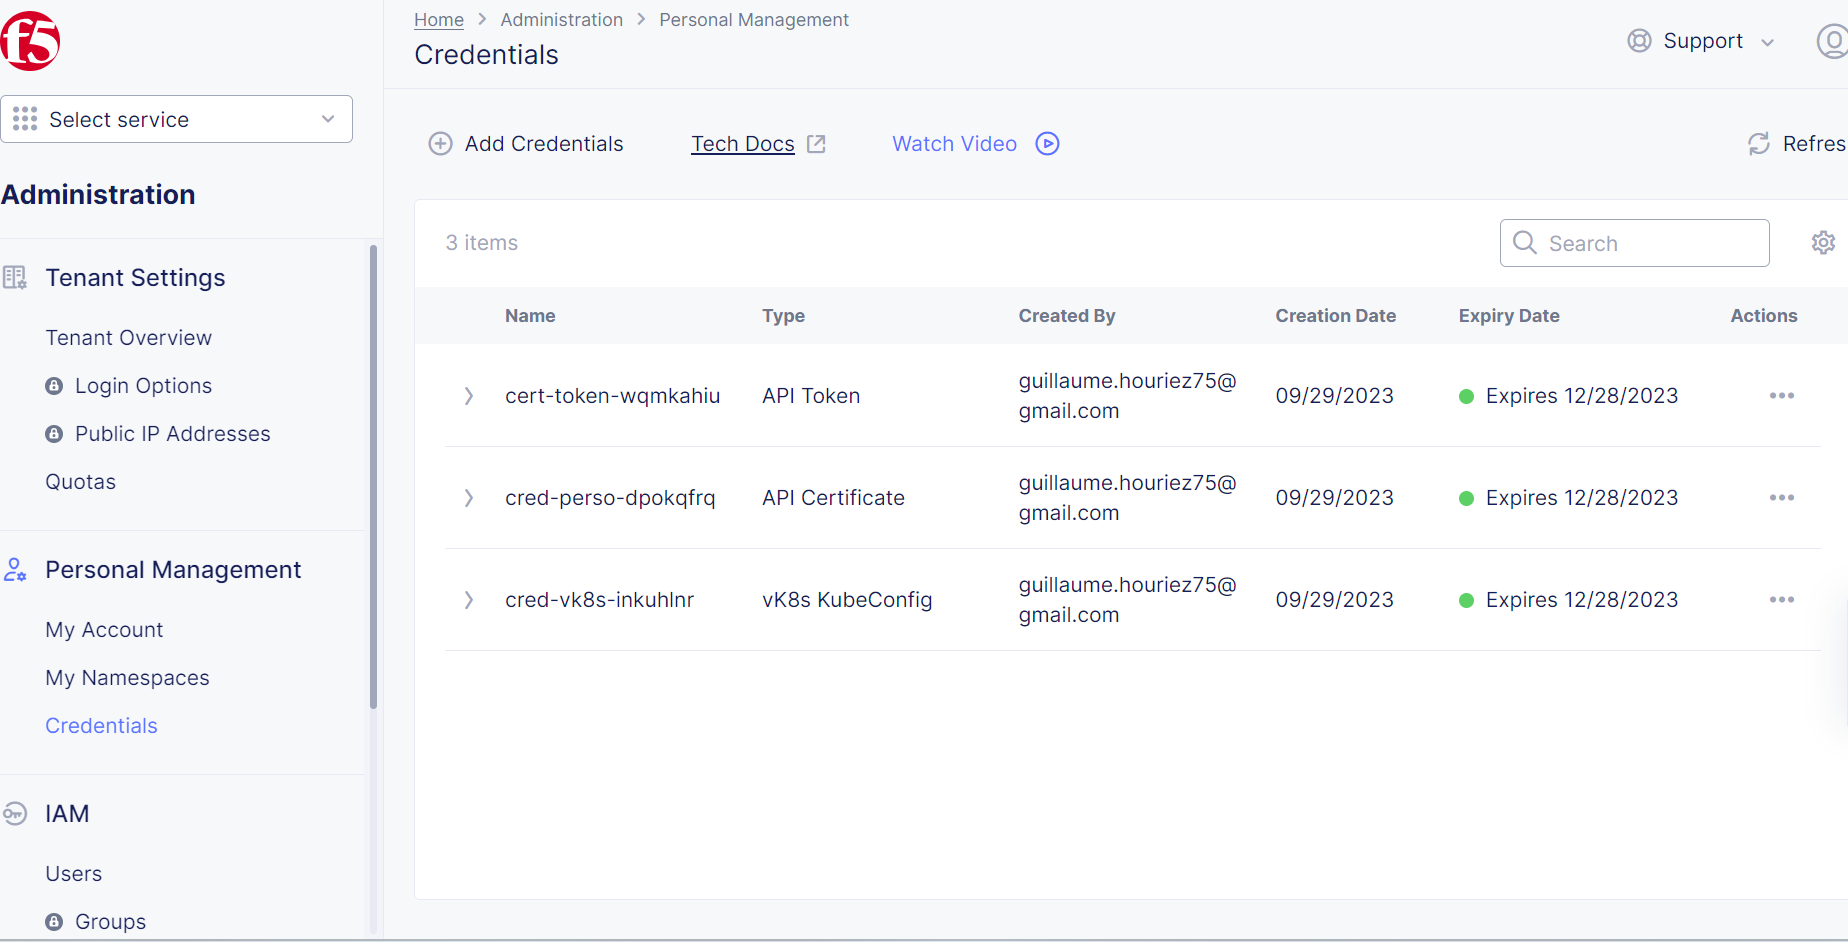 f5
Select service
Administration
Tenant Settings
Tenant Overview
Login Options
Public IP Addresses
Quotas
Personal Management
My Account
My Namespaces
Credentials
IAM
Users
Groups
Home > Administration > Personal Management
Credentials
Support
Add Credentials Tech Docs Watch Video Refres
3 items Search
Name Type Created By Creation Date Expiry Date Actions
cert-token-wqmkahiu API Token guillaume.houriez75@ 09/29/2023 Expires 12/28/2023
gmail.com
cred-perso-dpokqfrq API Certificate guillaume.houriez75@ 09/29/2023 Expires 12/28/2023
gmail.com
cred-vk8s-inkuhlnr vK8s KubeConfig guillaume.houriez75@ 09/29/2023 Expires 12/28/2023
gmail.com